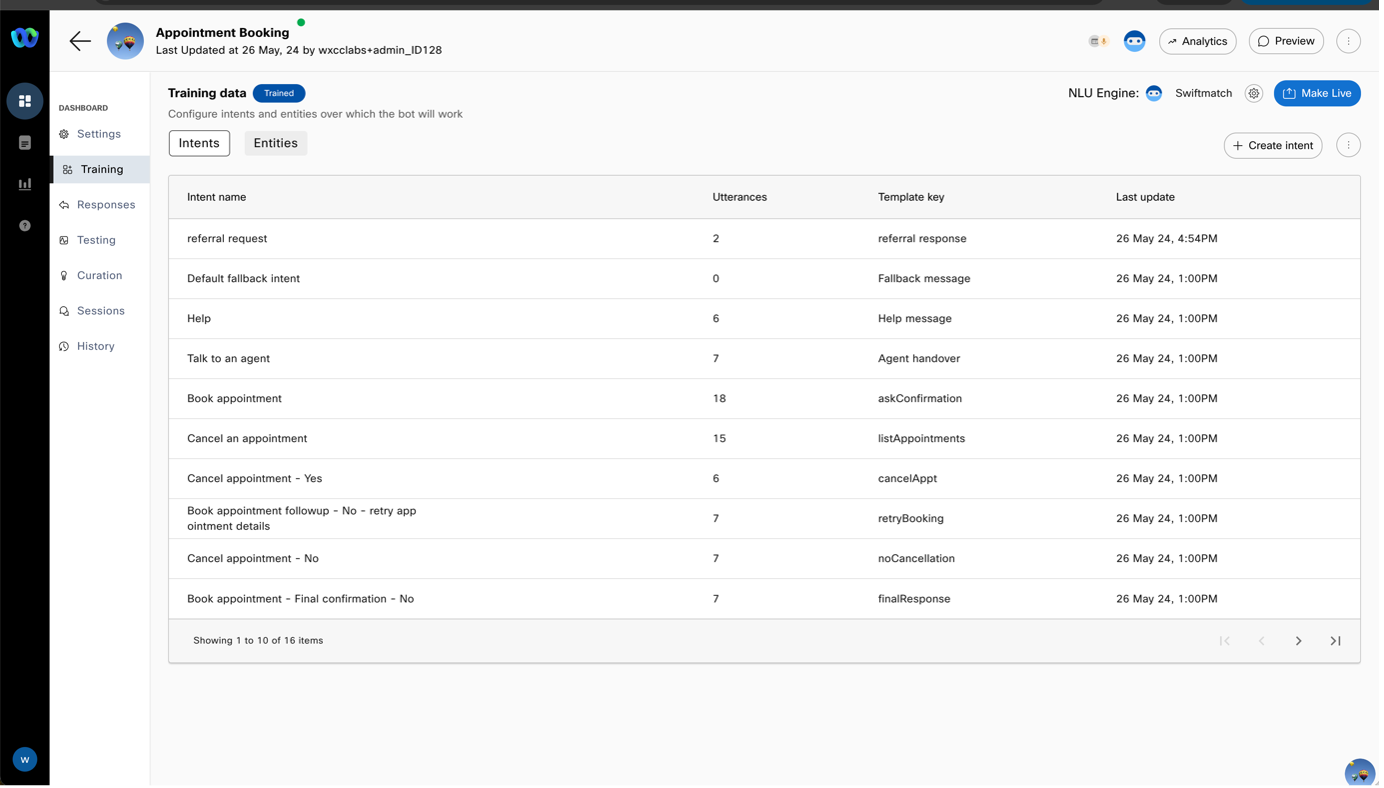 Appointment Booking
Last Updated at 26 May, 24 by wxcclabs+admin_ID128
Analytics
Preview
DASHBOARD
Settings
Training
Responses
Testing
Curation
Sessions
History
Training data Trained
Configure intents and entities over which the bot will work
NLU Engine: Swiftmatch Make Live
Intents Entities
+ Create intent
Intent name Utterances Template key Last update
referral request 2 referral response 26 May 24, 4:54PM
Default fallback intent 0 Fallback message 26 May 24, 1:00PM
Help 6 Help message 26 May 24, 1:00PM
Talk to an agent 7 Agent handover 26 May 24, 1:00PM
Book appointment 18 askConfirmation 26 May 24, 1:00PM
Cancel an appointment 15 listAppointments 26 May 24, 1:00PM
Cancel appointment - Yes 6 cancelAppt 26 May 24, 1:00PM
Book appointment followup - No - retry app
ointment details 7 retryBooking 26 May 24, 1:00PM
Cancel appointment - No 7 noCancellation 26 May 24, 1:00PM
Book appointment - Final confirmation - No 7 finalResponse 26 May 24, 1:00PM
Showing 1 to 10 of 16 items
W